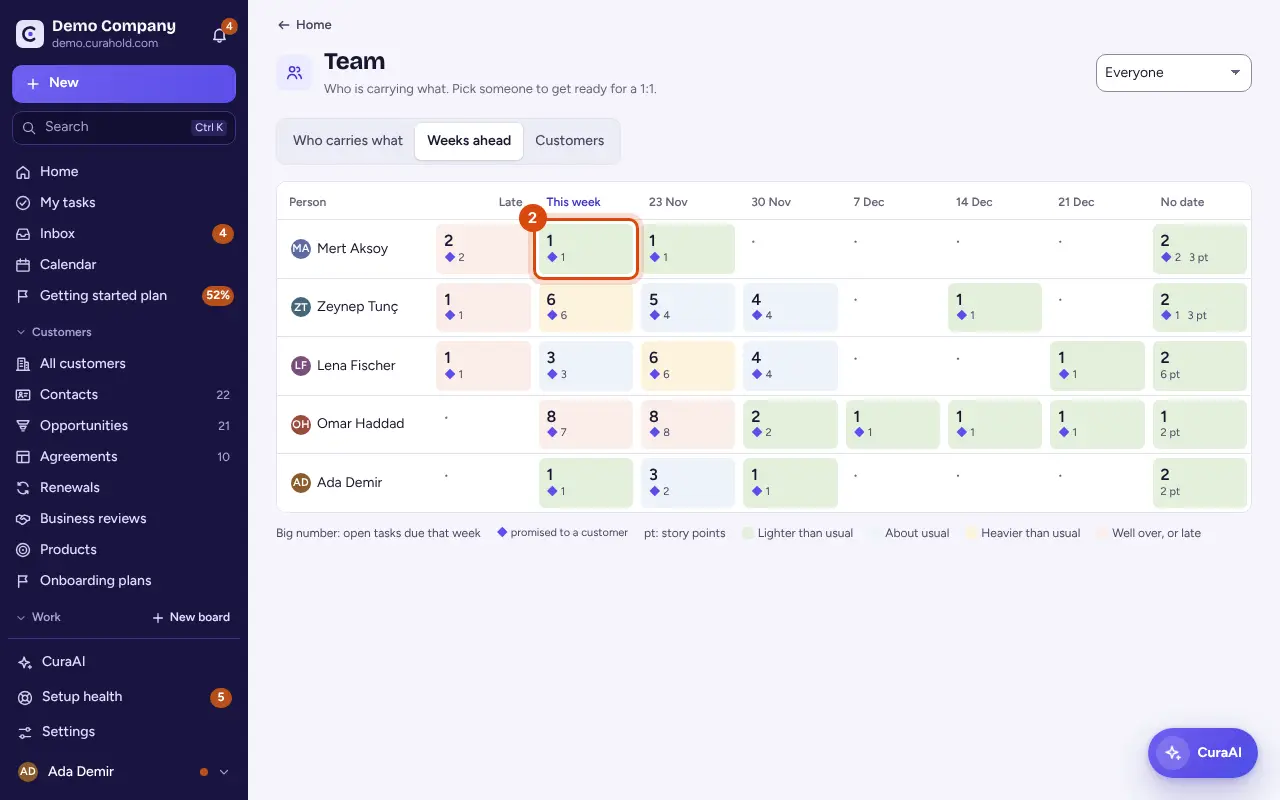 Demo Company
demo.curahold.com
4
New
Search
Ctrl K
Home
My tasks
Inbox 4
Calendar
Getting started plan 52%
Customers
All customers
Contacts 22
Opportunities 21
Agreements 10
Renewals
Business reviews
Products
Onboarding plans
Work
New board
CuraAI
Setup health 5
Settings
AD Ada Demir
Home
Team
Who is carrying what. Pick someone to get ready for a 1:1.
Everyone
Who carries what
Weeks ahead
Customers
Person Late This week 23 Nov 30 Nov 7 Dec 14 Dec 21 Dec No date
2
MA Mert Aksoy
2 1 1 · · · · 2
2 1 1 2 3 pt
ZT Zeynep Tunç
1 6 5 4 · 1 · 2
1 6 4 4 1 1 3 pt
LF Lena Fischer
1 3 6 4 · · 1 2
1 3 6 4 1 6 pt
OH Omar Haddad
· 8 8 2 1 1 1 1
7 8 2 1 1 1 2 pt
AD Ada Demir
· 1 3 1 · · · 2
1 2 1 2 pt
Big number: open tasks due that week promised to a customer pt: story points Lighter than usual About usual Heavier than usual Well over, or late
CuraAI